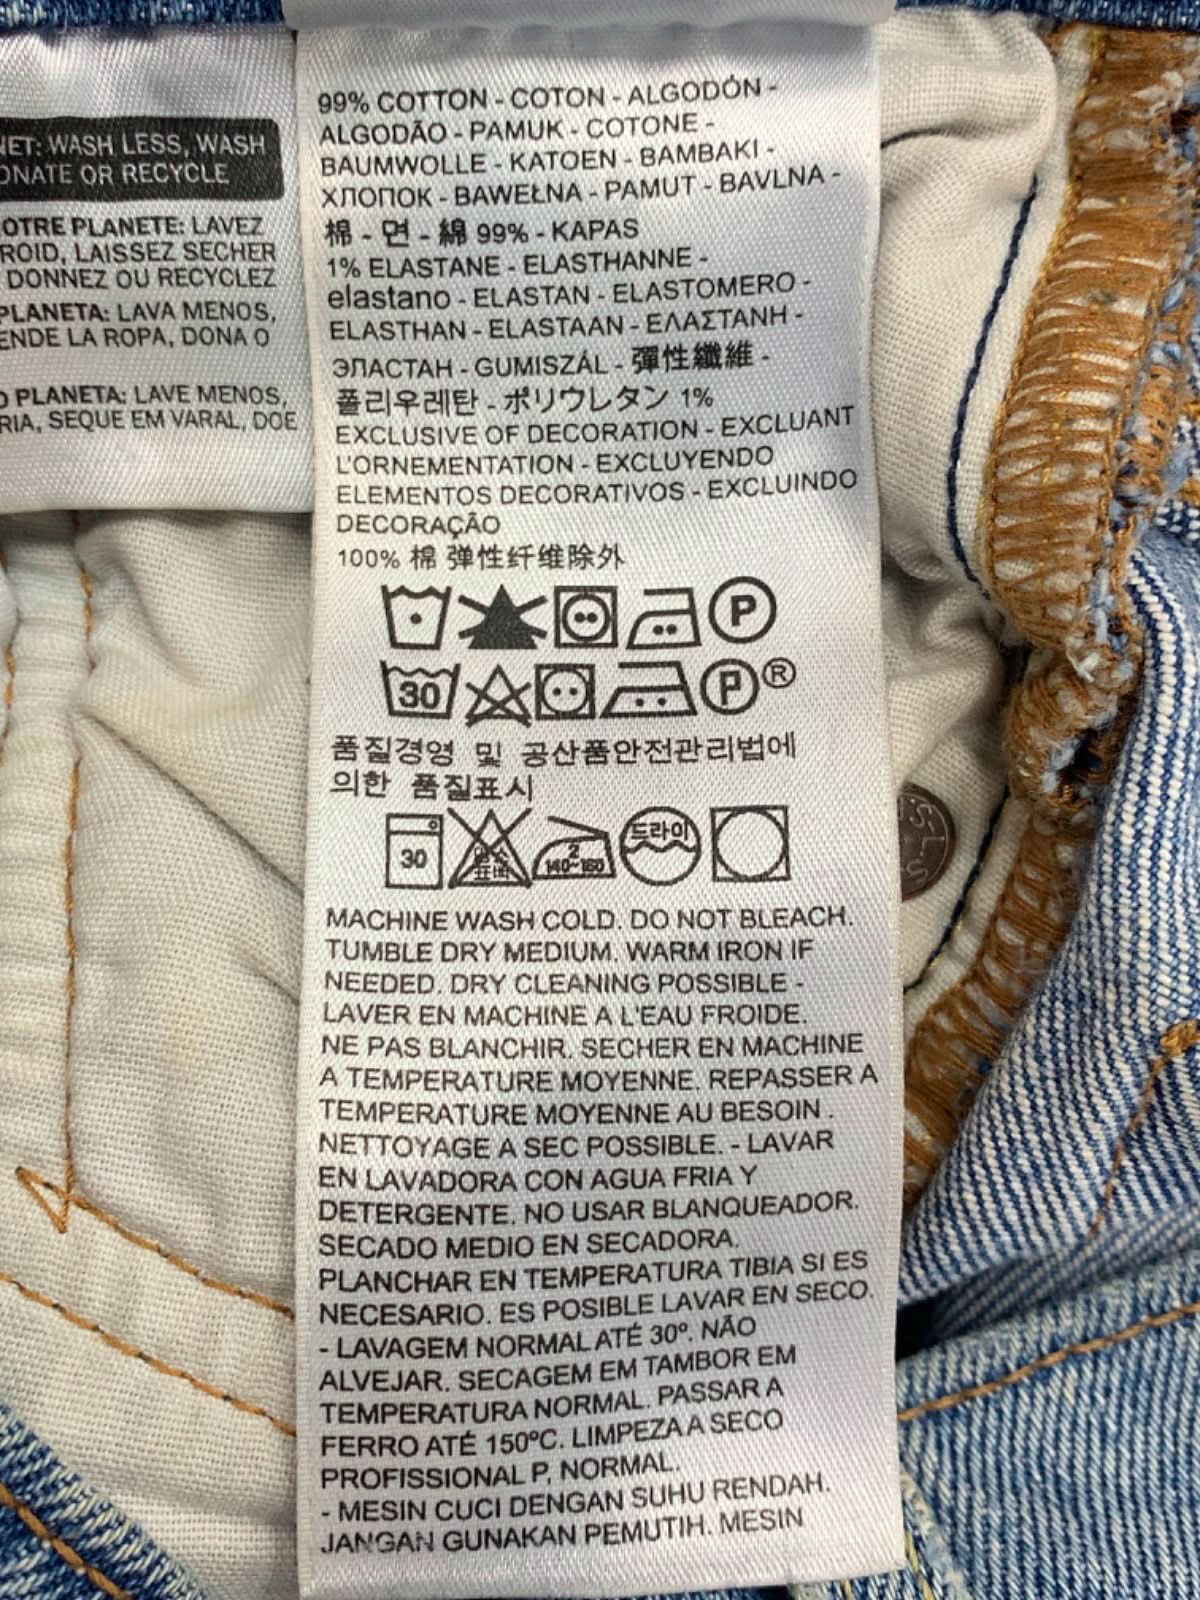 NET: WASH LESS, WASH
ONATE OR RECYCLE
OTRE PLANETE: LAVEZ
ROID, LAISSEZ SECHER
DONNEZ OU RECYCLEZ
PLANETA: LAVA MENOS,
ENDE LA ROPA, DONA O
O PLANETA: LAVE MENOS,
RIA, SEQUE EM VARAL, DOE
99% COTTON - COTON - ALGODÓN -
ALGODÃO - PAMUK - COTONE -
BAUMWOLLE - KATOEN - BAMBAKI -
ХЛОПОК - BAWEŁNA - PAMUT - BAVLNA -
棉 - 면 - 綿 99% - KAPAS
1% ELASTANE - ELASTHANNE -
elastano - ELASTAN - ELASTOMERO -
ELASTHAN - ELASTAAN - ΕΛΑΣΤΑΝΗ -
ЭЛАСТАН - GUMISZÁL - 彈性纖維 -
폴리우레탄 - ポリウレタン 1%
EXCLUSIVE OF DECORATION - EXCLUANT
L'ORNEMENTATION - EXCLUYENDO
ELEMENTOS DECORATIVOS - EXCLUINDO
DECORAÇÃO
100% 棉 弹性纤维除外
P
30 P ®
품질경영 및 공산품안전관리법에
의한 품질표시
30 염소표백 2 140~160 드라이
MACHINE WASH COLD. DO NOT BLEACH.
TUMBLE DRY MEDIUM. WARM IRON IF
NEEDED. DRY CLEANING POSSIBLE -
LAVER EN MACHINE A L'EAU FROIDE.
NE PAS BLANCHIR. SECHER EN MACHINE
A TEMPERATURE MOYENNE. REPASSER A
TEMPERATURE MOYENNE AU BESOIN.
NETTOYAGE A SEC POSSIBLE. - LAVAR
EN LAVADORA CON AGUA FRIA Y
DETERGENTE. NO USAR BLANQUEADOR.
SECADO MEDIO EN SECADORA.
PLANCHAR EN TEMPERATURA TIBIA SI ES
NECESARIO. ES POSIBLE LAVAR EN SECO.
- LAVAGEM NORMAL ATÉ 30º. NÃO
ALVEJAR. SECAGEM EM TAMBOR EM
TEMPERATURA NORMAL. PASSAR A
FERRO ATÉ 150ºC. LIMPEZA A SECO
PROFISSIONAL P, NORMAL.
- MESIN CUCI DENGAN SUHU RENDAH.
JANGAN GUNAKAN PEMUTIH. MESIN